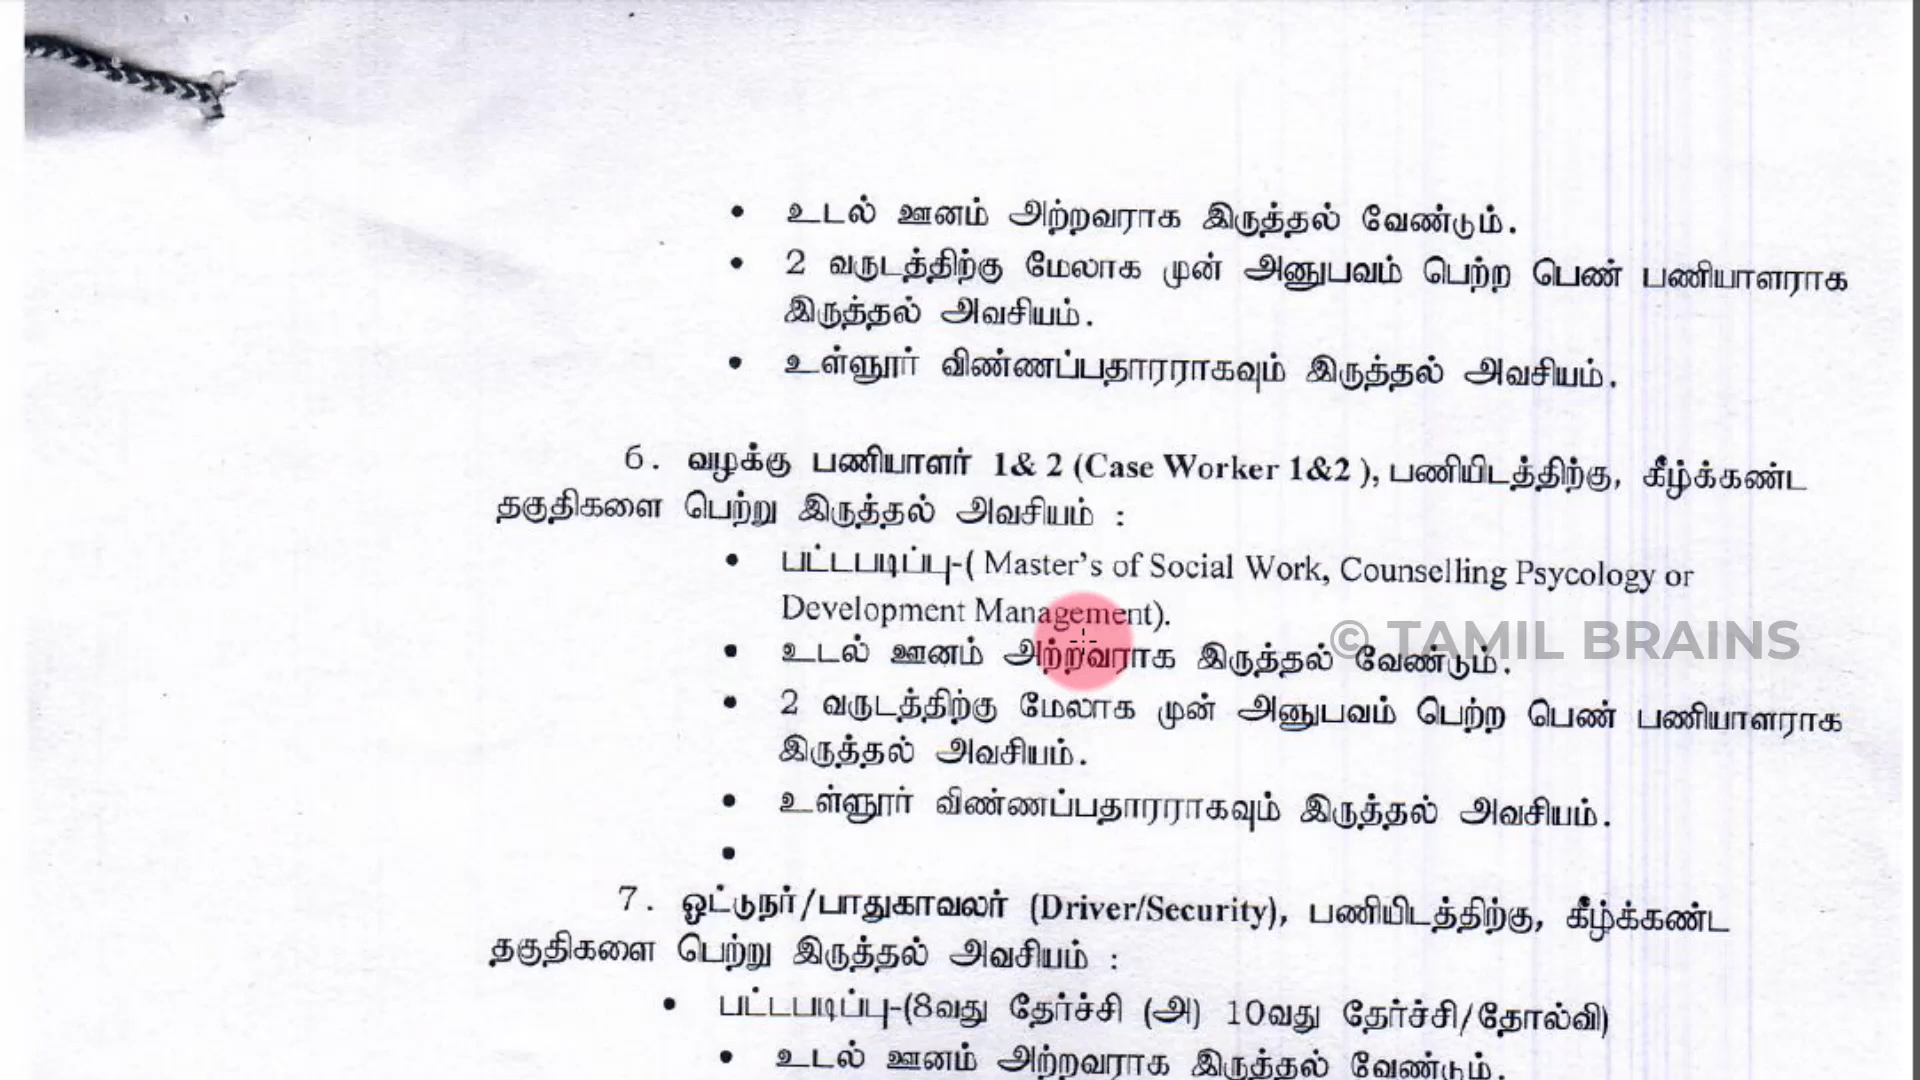 • உடல் ஊனம் அற்றவராக இருத்தல் வேண்டும்.
• 2 வருடத்திற்கு மேலாக முன் அனுபவம் பெற்ற பெண் பணியாளராக
இருத்தல் அவசியம்.
• உள்ளூர் விண்ணப்பதாரராகவும் இருத்தல் அவசியம்.
6. வழக்கு பணியாளர் 1& 2 (Case Worker 1&2 ), பணியிடத்திற்கு, கீழ்க்கண்ட
தகுதிகளை பெற்று இருத்தல் அவசியம் :
• பட்டபடிப்பு-( Master's of Social Work, Counselling Psycology or
Development Management).
© TAMIL BRAINS
• உடல் ஊனம் அற்றவராக இருத்தல் வேண்டும்.
• 2 வருடத்திற்கு மேலாக முன் அனுபவம் பெற்ற பெண் பணியாளராக
இருத்தல் அவசியம்.
• உள்ளூர் விண்ணப்பதாரராகவும் இருத்தல் அவசியம்.
•
7. ஓட்டுநர்/பாதுகாவலர் (Driver/Security), பணியிடத்திற்கு, கீழ்க்கண்ட
தகுதிகளை பெற்று இருத்தல் அவசியம் :
• பட்டபடிப்பு-(8வது தேர்ச்சி (அ) 10வது தேர்ச்சி/தோல்வி)
• உடல் ஊனம் அற்றவராக இருத்தல் வேண்டும்.